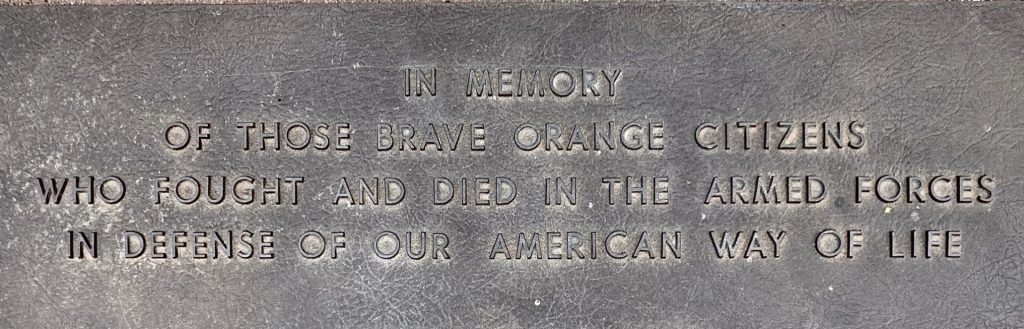 IN MEMORY
OF THOSE BRAVE ORANGE CITIZENS
WHO FOUGHT AND DIED IN THE ARMED FORCES
IN DEFENSE OF OUR AMERICAN WAY OF LIFE